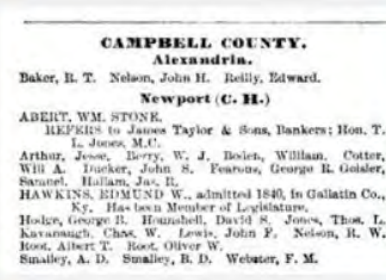 CAMPBELL COUNTY.
Alexandria.
Baker, R. T. Nelson, John H. Reilly, Edward.
Newport (C. H.)
ABERT, WM. STONE.
REFERS to James Taylor & Sons, Bankers; Hon. T.
L. Jones, M.C.
Arthur, Jesse. Berry, W. J. Boden, William. Cotter,
Will A. Ducker, John S. Fearons, George R. Geisler,
Samuel. Hallam, Jas. R.
HAWKINS, EDMUND W., admitted 1840, in Gallatin Co.,
Ky. Has been Member of Legislature.
Hodge, George B. Hounshell, David S. Jones, Thos. L.
Kavanaugh, Chas. W. Lewis, John F. Nelson, R. W.
Root, Albert T. Root, Oliver W.
Smalley, A. D. Smalley, B. D. Webster, F. M.